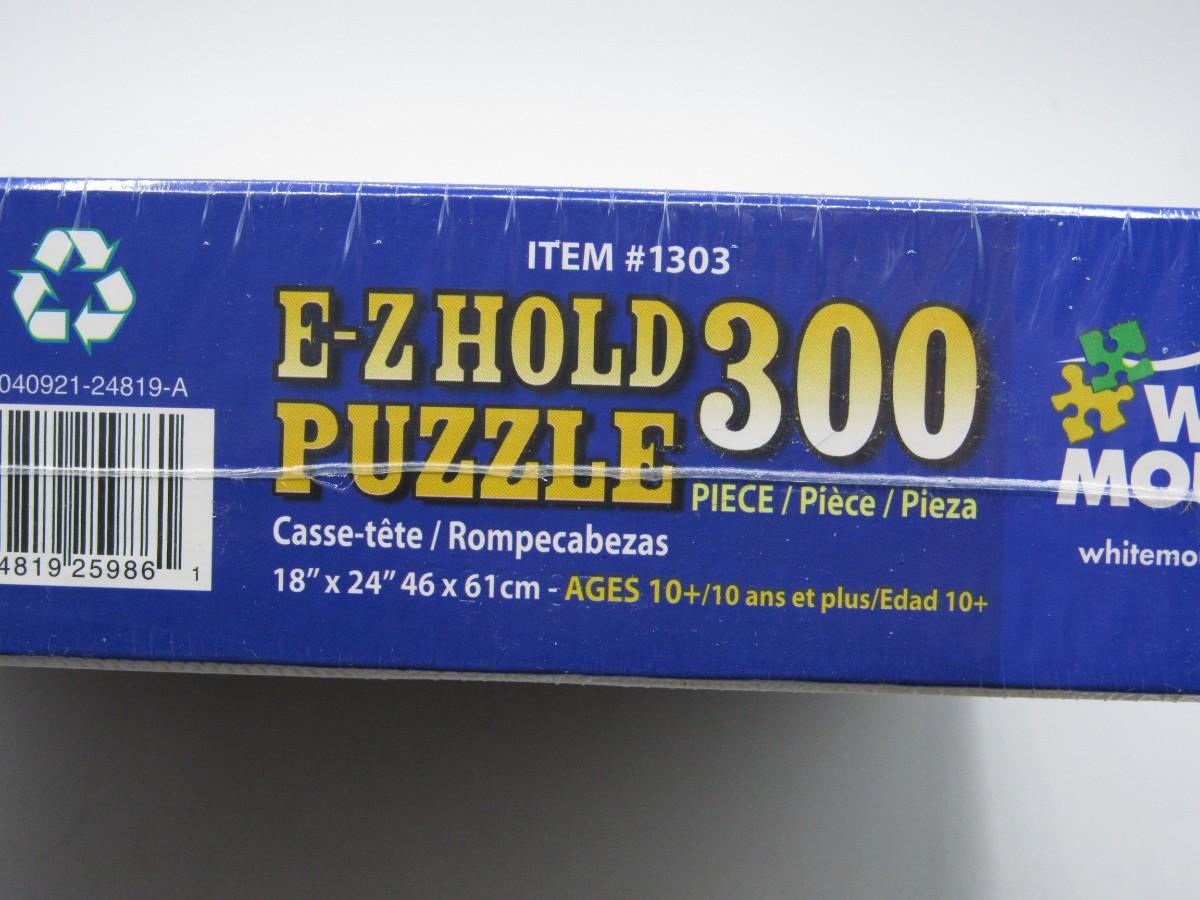 040921-24819-A
4819 25986 1
ITEM #1303
E-Z HOLD
PUZZLE
300
PIECE / Pièce / Pieza
Casse-tête / Rompecabezas
18” x 24” 46 x 61cm - AGES 10+/10 ans et plus/Edad 10+